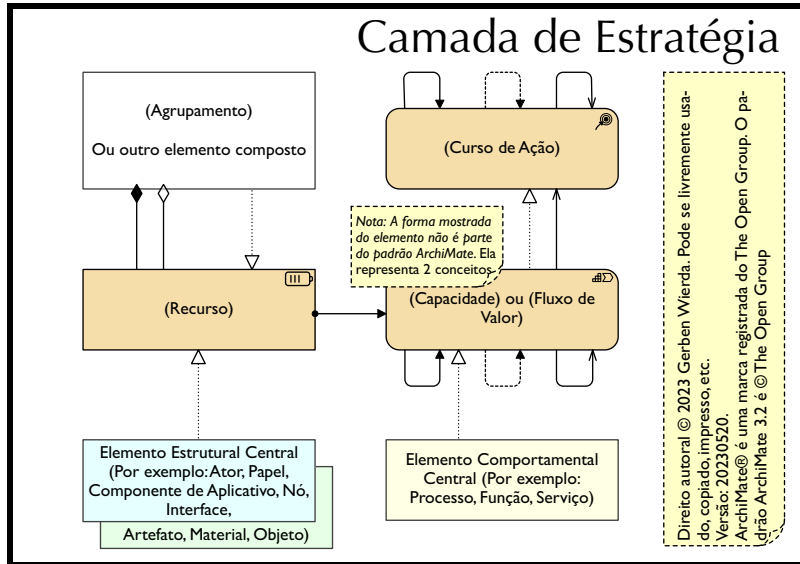 Camada de Estratégia
(Agrupamento)
Ou outro elemento composto
(Curso de Ação)
Nota: A forma mostrada
do elemento não é parte
do padrão ArchiMate. Ela
representa 2 conceitos
(Recurso)
(Capacidade) ou (Fluxo de
Valor)
Elemento Estrutural Central
(Por exemplo: Ator, Papel,
Componente de Aplicativo, Nó,
Interface,
Artefato, Material, Objeto)
Elemento Comportamental
Central (Por exemplo:
Processo, Função, Serviço)
Direito autoral © 2023 Gerben Wierda. Pode se livremente usa-
do, copiado, impresso, etc.
Versão: 20230520.
ArchiMate® é uma marca registrada do The Open Group. O pa-
drão ArchiMate 3.2 é ©The Open Group